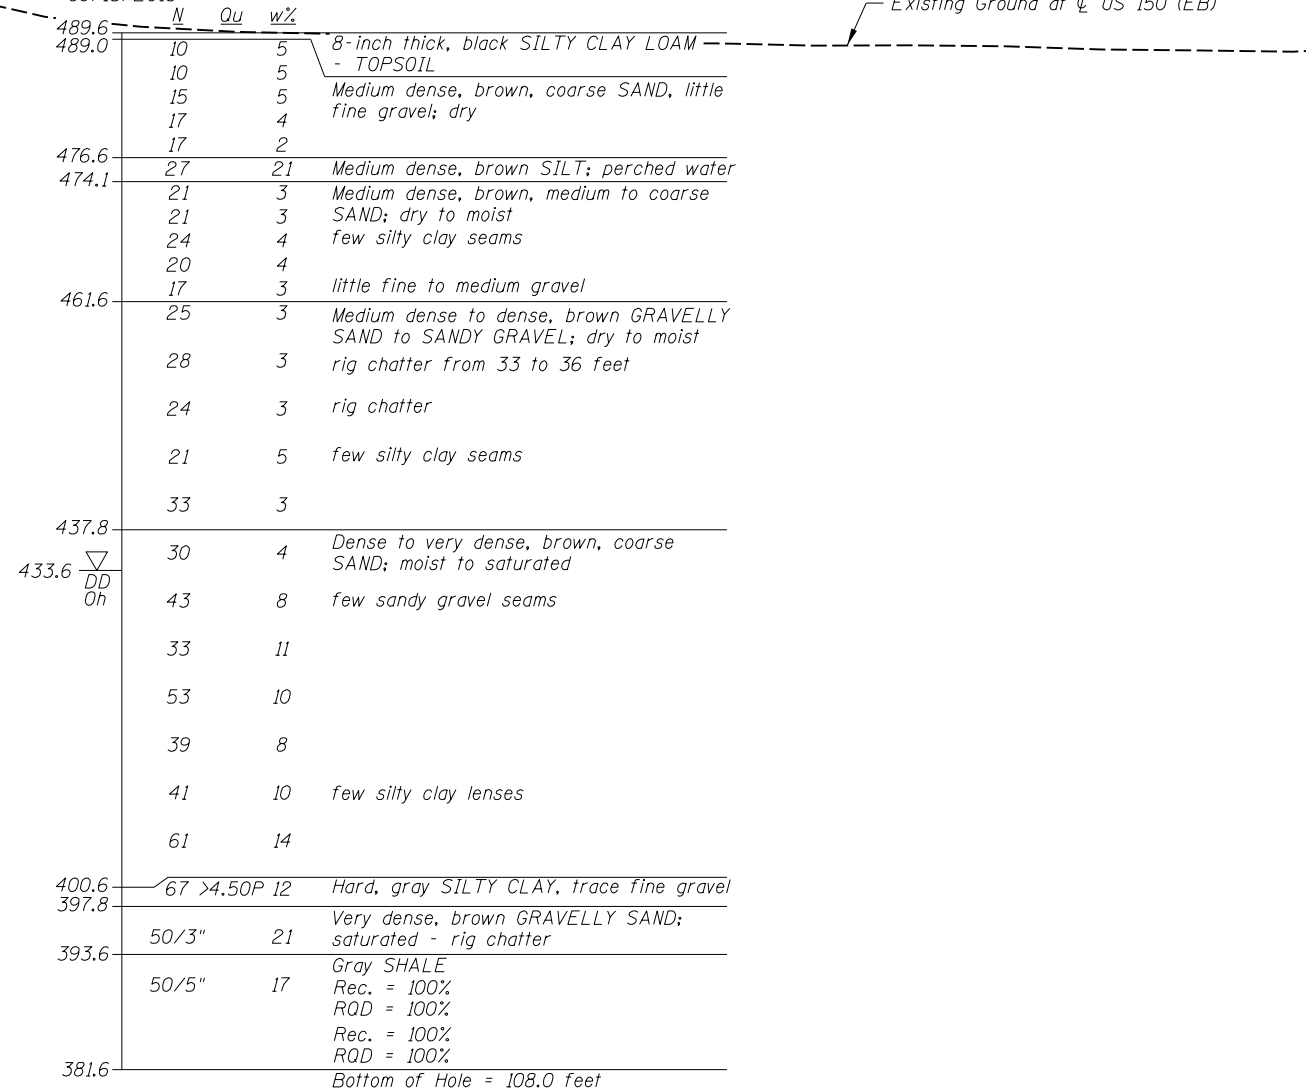 Existing Ground at ℄ US 150 (EB)
N Qu w%
489.6
489.0
10 5 8-inch thick, black SILTY CLAY LOAM
- TOPSOIL
10 5
15 5 Medium dense, brown, coarse SAND, little
fine gravel; dry
17 4
17 2
476.6
27 21 Medium dense, brown SILT; perched water
474.1
21 3 Medium dense, brown, medium to coarse
21 3 SAND; dry to moist
24 4 few silty clay seams
20 4
17 3 little fine to medium gravel
461.6
25 3 Medium dense to dense, brown GRAVELLY
SAND to SANDY GRAVEL; dry to moist
28 3 rig chatter from 33 to 36 feet
24 3 rig chatter
21 5 few silty clay seams
33 3
437.8
30 4 Dense to very dense, brown, coarse
SAND; moist to saturated
433.6
DD
0h
43 8 few sandy gravel seams
33 11
53 10
39 8
41 10 few silty clay lenses
61 14
400.6
67 >4.50P 12 Hard, gray SILTY CLAY, trace fine gravel
397.8
Very dense, brown GRAVELLY SAND;
50/3" 21 saturated - rig chatter
393.6
Gray SHALE
50/5" 17 Rec. = 100%
RQD = 100%
Rec. = 100%
RQD = 100%
381.6
Bottom of Hole = 108.0 feet